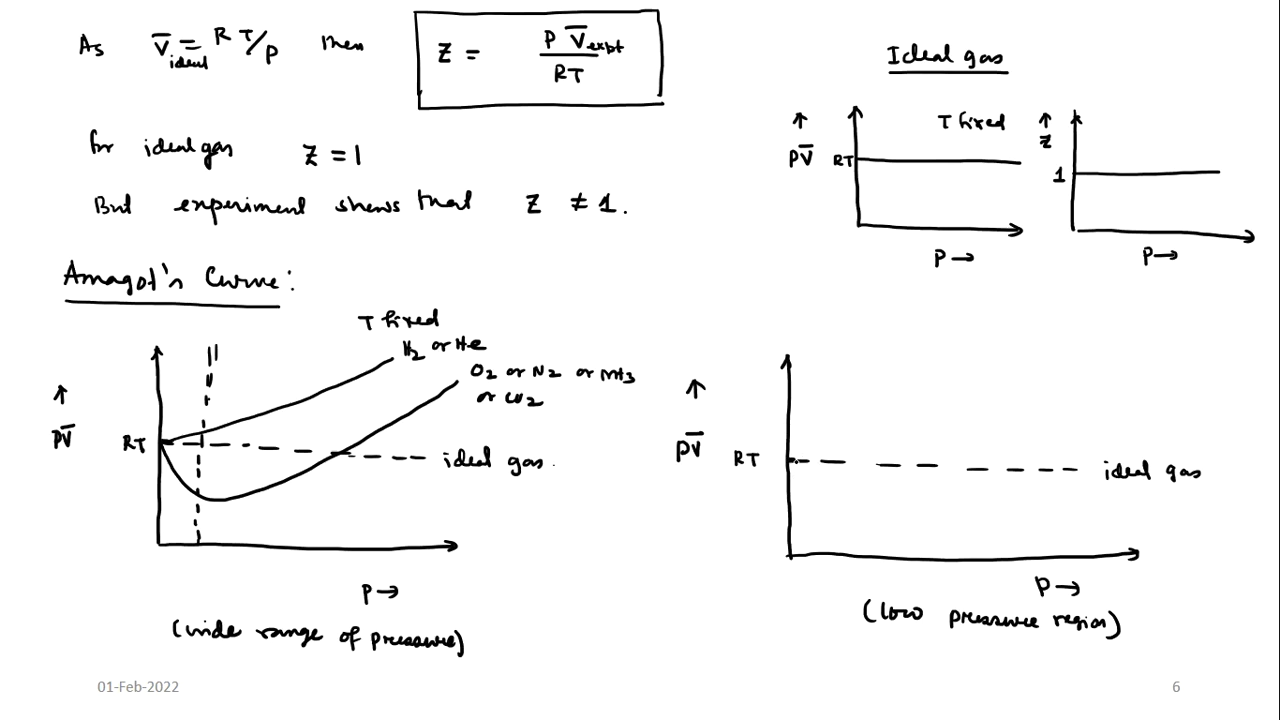 As V̄ideal = RT/P then Z = P V̄expt / RT
for ideal gas Z = 1
But experiment shows that Z ≠ 1.
Ideal gas
T fixed
↑ PV̄
RT
P →
↑ Z
1
P →
Amagat's Curve:
T fixed
H2 or He
O2 or N2 or NH3
or CO2
↑ PV̄
RT
ideal gas
P →
(wide range of pressure)
↑ PV̄
RT
ideal gas
P →
(low pressure region)
01-Feb-2022
6